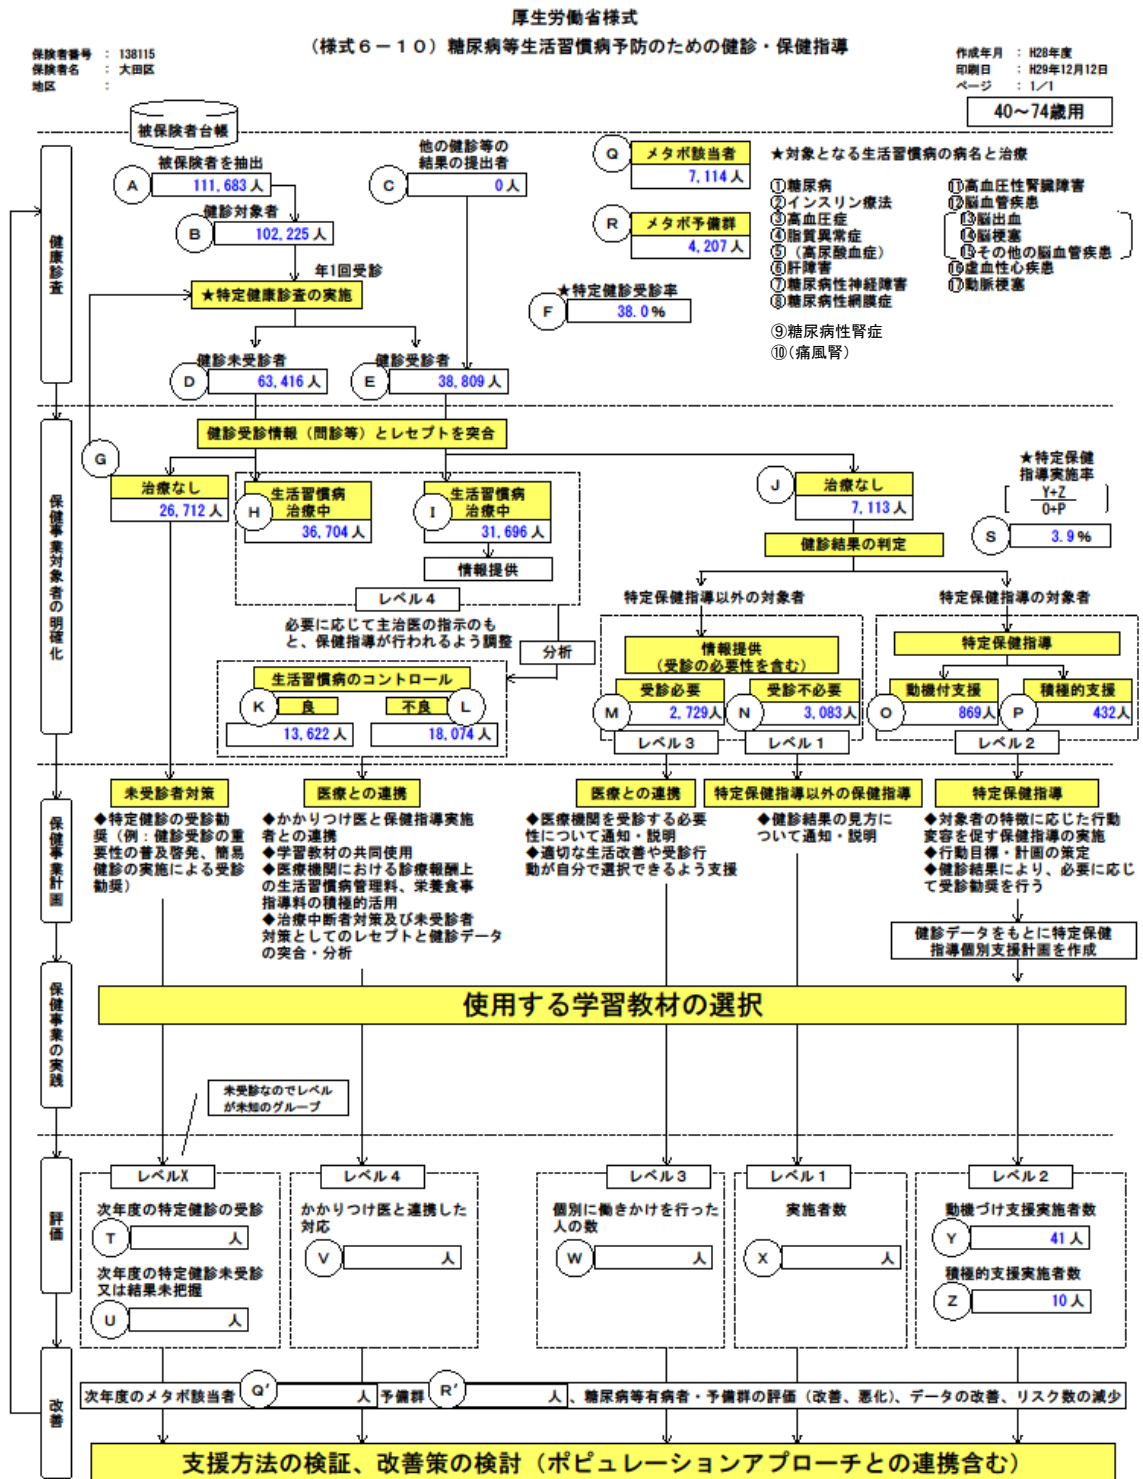 厚生労働省様式
（様式６－１０）糖尿病等生活習慣病予防のための健診・保健指導
保険者番号 ： 138115
保険者名 ： 大田区
地区 ：
作成年月 ： H28年度
印刷日 ： H29年12月12日
ページ ： 1／1
40～74歳用
被保険者台帳
健康診査
被保険者を抽出
A 111,683 人
健診対象者
B 102,225 人
他の健診等の
結果の提出者
C 0 人
年1回受診
★特定健康診査の実施
Q メタボ該当者
7,114 人
R メタボ予備群
4,207 人
★特定健診受診率
F 38.0 %
★対象となる生活習慣病の病名と治療
①糖尿病
②インスリン療法
③高血圧症
④脂質異常症
⑤（高尿酸血症）
⑥肝障害
⑦糖尿病性神経障害
⑧糖尿病性網膜症
⑨糖尿病性腎症
⑩(痛風腎)
⑪高血圧性腎臓障害
⑫脳血管疾患
⑬脳出血
⑭脳梗塞
⑮その他の脳血管疾患
⑯虚血性心疾患
⑰動脈梗塞
健診未受診者
D 63,416 人
健診受診者
E 38,809 人
保健事業対象者の明確化
健診受診情報（問診等）とレセプトを突合
G
治療なし
26,712 人
H 生活習慣病
治療中
36,704 人
I 生活習慣病
治療中
31,696 人
情報提供
レベル４
J 治療なし
7,113 人
健診結果の判定
★特定保健
指導実施率
Y+Z
O+P
S 3.9 %
必要に応じて主治医の指示のも
と、保健指導が行われるよう調整
分析
生活習慣病のコントロール
K 良
13,622 人
不良 L
18,074 人
特定保健指導以外の対象者
情報提供
（受診の必要性を含む）
M 受診必要
2,729人
N 受診不必要
3,083人
レベル３
レベル１
特定保健指導の対象者
特定保健指導
O 動機付支援
869人
P 積極的支援
432人
レベル２
保健事業計画
未受診者対策
◆特定健診の受診勧
奨（例：健診受診の重
要性の普及啓発、簡易
健診の実施による受診
勧奨）
医療との連携
◆かかりつけ医と保健指導実施
者との連携
◆学習教材の共同使用
◆医療機関における診療報酬上
の生活習慣病管理料、栄養食事
指導料の積極的活用
◆治療中断者対策及び未受診者
対策としてのレセプトと健診データ
の突合・分析
医療との連携
◆医療機関を受診する必要
性について通知・説明
◆適切な生活改善や受診行
動が自分で選択できるよう支援
特定保健指導以外の保健指導
◆健診結果の見方に
ついて通知・説明
特定保健指導
◆対象者の特徴に応じた行動
変容を促す保健指導の実施
◆行動目標・計画の策定
◆健診結果により、必要に応じ
て受診勧奨を行う
健診データをもとに特定保健
指導個別支援計画を作成
保健事業の実践
使用する学習教材の選択
未受診なのでレベル
が未知のグループ
評価
レベルX
次年度の特定健診の受診
T 人
次年度の特定健診未受診
又は結果未把握
U 人
レベル４
かかりつけ医と連携した
対応
V 人
レベル３
個別に働きかけを行った
人の数
W 人
レベル１
実施者数
X 人
レベル２
動機づけ支援実施者数
Y 41 人
積極的支援実施者数
Z 10 人
改善
次年度のメタボ該当者 Q′ 人 予備群 R′ 人 、糖尿病等有病者・予備群の評価（改善、悪化）、データの改善、リスク数の減少
支援方法の検証、改善策の検討（ポピュレーションアプローチとの連携含む）